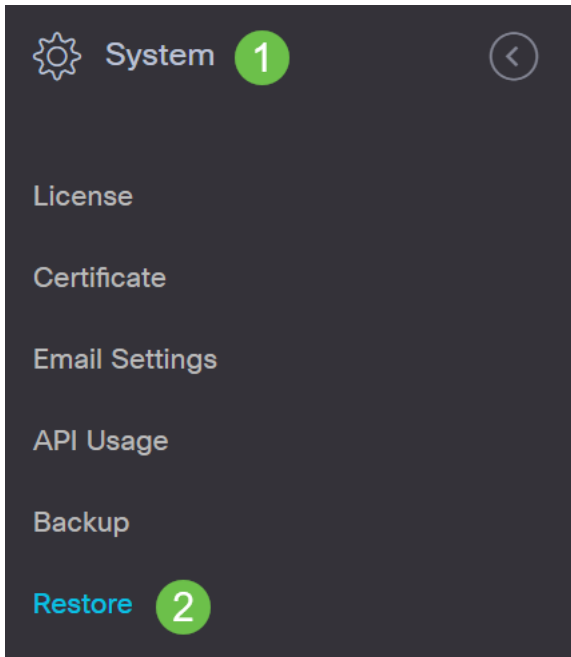 System 1
License
Certificate
Email Settings
API Usage
Backup
Restore 2